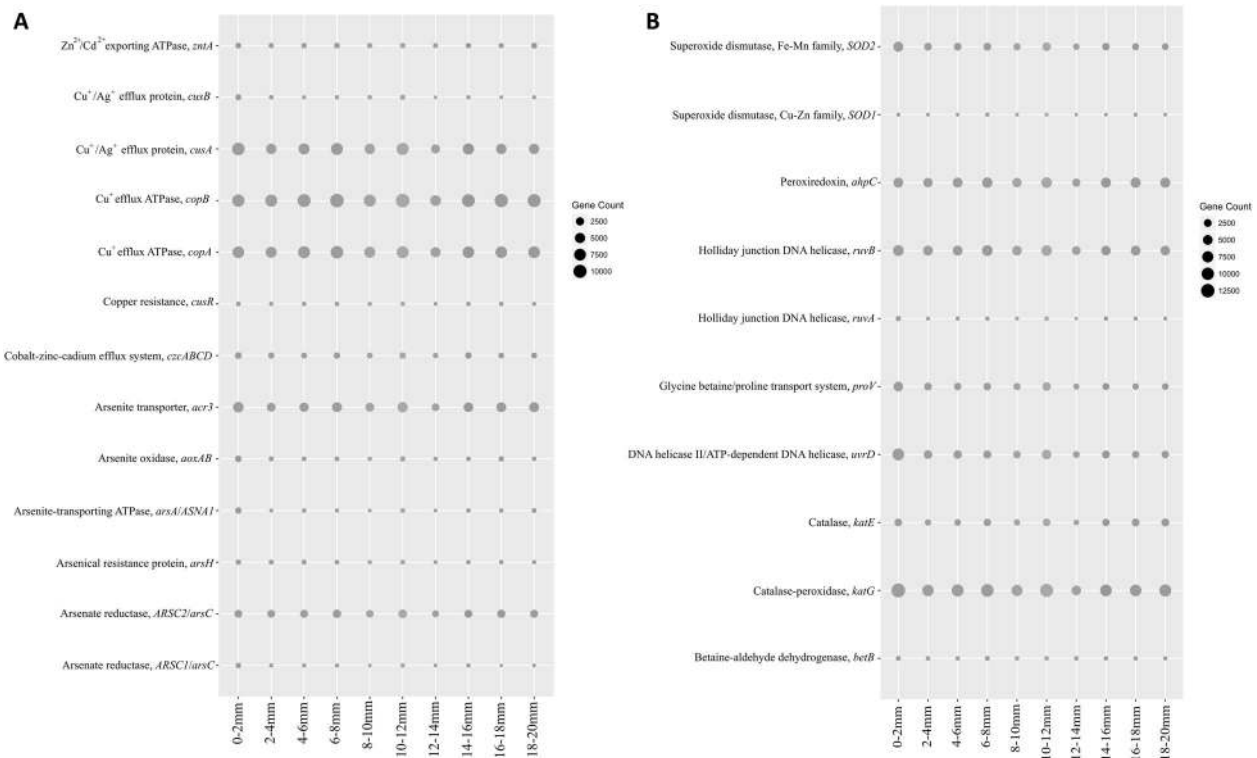 A
Zn2+/Cd2+ exporting ATPase, zntA
Cu+/Ag+ efflux protein, cusB
Cu+/Ag+ efflux protein, cusA
Cu+ efflux ATPase, copB
Cu+ efflux ATPase, copA
Copper resistance, cusR
Cobalt-zinc-cadium efflux system, czcABCD
Arsenite transporter, acr3
Arsenite oxidase, aoxAB
Arsenite-transporting ATPase, arsA/ASNA1
Arsenical resistance protein, arsH
Arsenate reductase, ARSC2/arsC
Arsenate reductase, ARSC1/arsC
0-2mm
2-4mm
4-6mm
6-8mm
8-10mm
10-12mm
12-14mm
14-16mm
16-18mm
18-20mm
Gene Count
2500
5000
7500
10000
B
Superoxide dismutase, Fe-Mn family, SOD2
Superoxide dismutase, Cu-Zn family, SOD1
Peroxiredoxin, ahpC
Holliday junction DNA helicase, ruvB
Holliday junction DNA helicase, ruvA
Glycine betaine/proline transport system, proV
DNA helicase II/ATP-dependent DNA helicase, uvrD
Catalase, katE
Catalase-peroxidase, katG
Betaine-aldehyde dehydrogenase, betB
0-2mm
2-4mm
4-6mm
6-8mm
8-10mm
10-12mm
12-14mm
14-16mm
16-18mm
18-20mm
Gene Count
2500
5000
7500
10000
12500